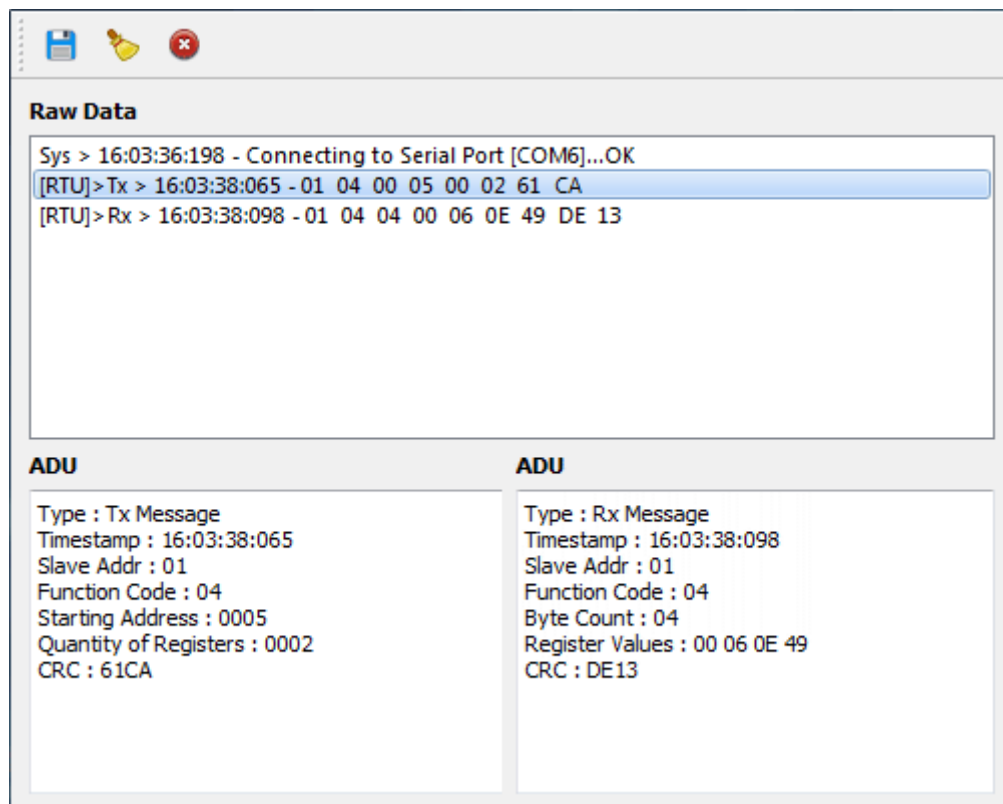 Raw Data
Sys > 16:03:36:198 - Connecting to Serial Port [COM6]...OK
[RTU]>Tx > 16:03:38:065 - 01 04 00 05 00 02 61 CA
[RTU]>Rx > 16:03:38:098 - 01 04 04 00 06 0E 49 DE 13
ADU
Type : Tx Message
Timestamp : 16:03:38:065
Slave Addr : 01
Function Code : 04
Starting Address : 0005
Quantity of Registers : 0002
CRC : 61CA
ADU
Type : Rx Message
Timestamp : 16:03:38:098
Slave Addr : 01
Function Code : 04
Byte Count : 04
Register Values : 00 06 0E 49
CRC : DE13